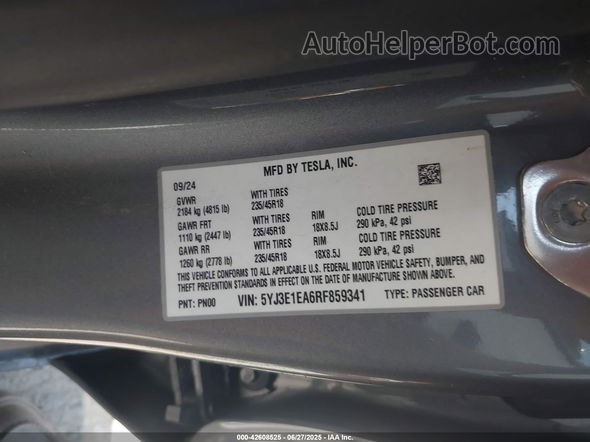 AutoHelperBot.com
MFD BY TESLA, INC.
09/24
GVWR WITH TIRES
2184 kg (4815 lb) 235/45R18 RIM COLD TIRE PRESSURE
GAWR FRT WITH TIRES
1110 kg (2447 lb) 235/45R18 18X8.5J 290 kPa, 42 psi
GAWR RR WITH TIRES RIM COLD TIRE PRESSURE
1260 kg (2778 lb) 235/45R18 18X8.5J 290 kPa, 42 psi
THIS VEHICLE CONFORMS TO ALL APPLICABLE U.S. FEDERAL MOTOR VEHICLE SAFETY, BUMPER, AND
THEFT PREVENTION STANDARDS IN EFFECT ON THE DATE OF MANUFACTURE SHOWN ABOVE.
PNT: PN00 VIN: 5YJ3E1EA6RF859341 TYPE: PASSENGER CAR
000-42608525 - 06/27/2025 - IAA Inc.